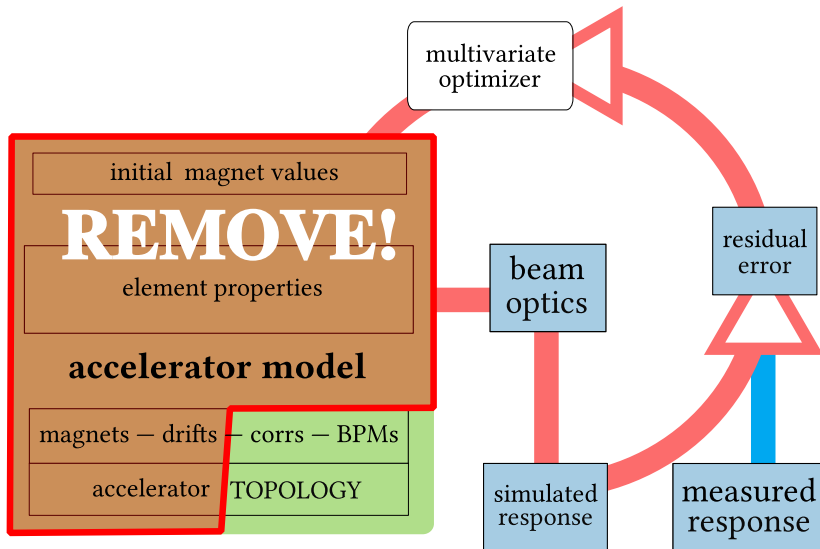 multivariate
optimizer
initial magnet values
REMOVE!
element properties
accelerator model
magnets — drifts — corrs — BPMs
accelerator TOPOLOGY
beam
optics
residual
error
simulated
response
measured
response